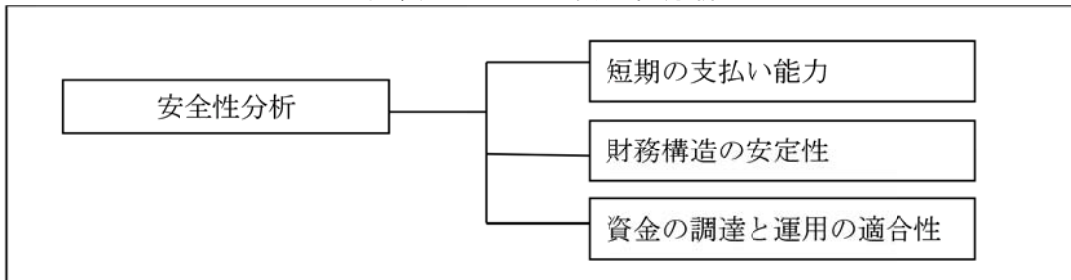 安全性分析
短期の支払い能力
財務構造の安定性
資金の調達と運用の適合性